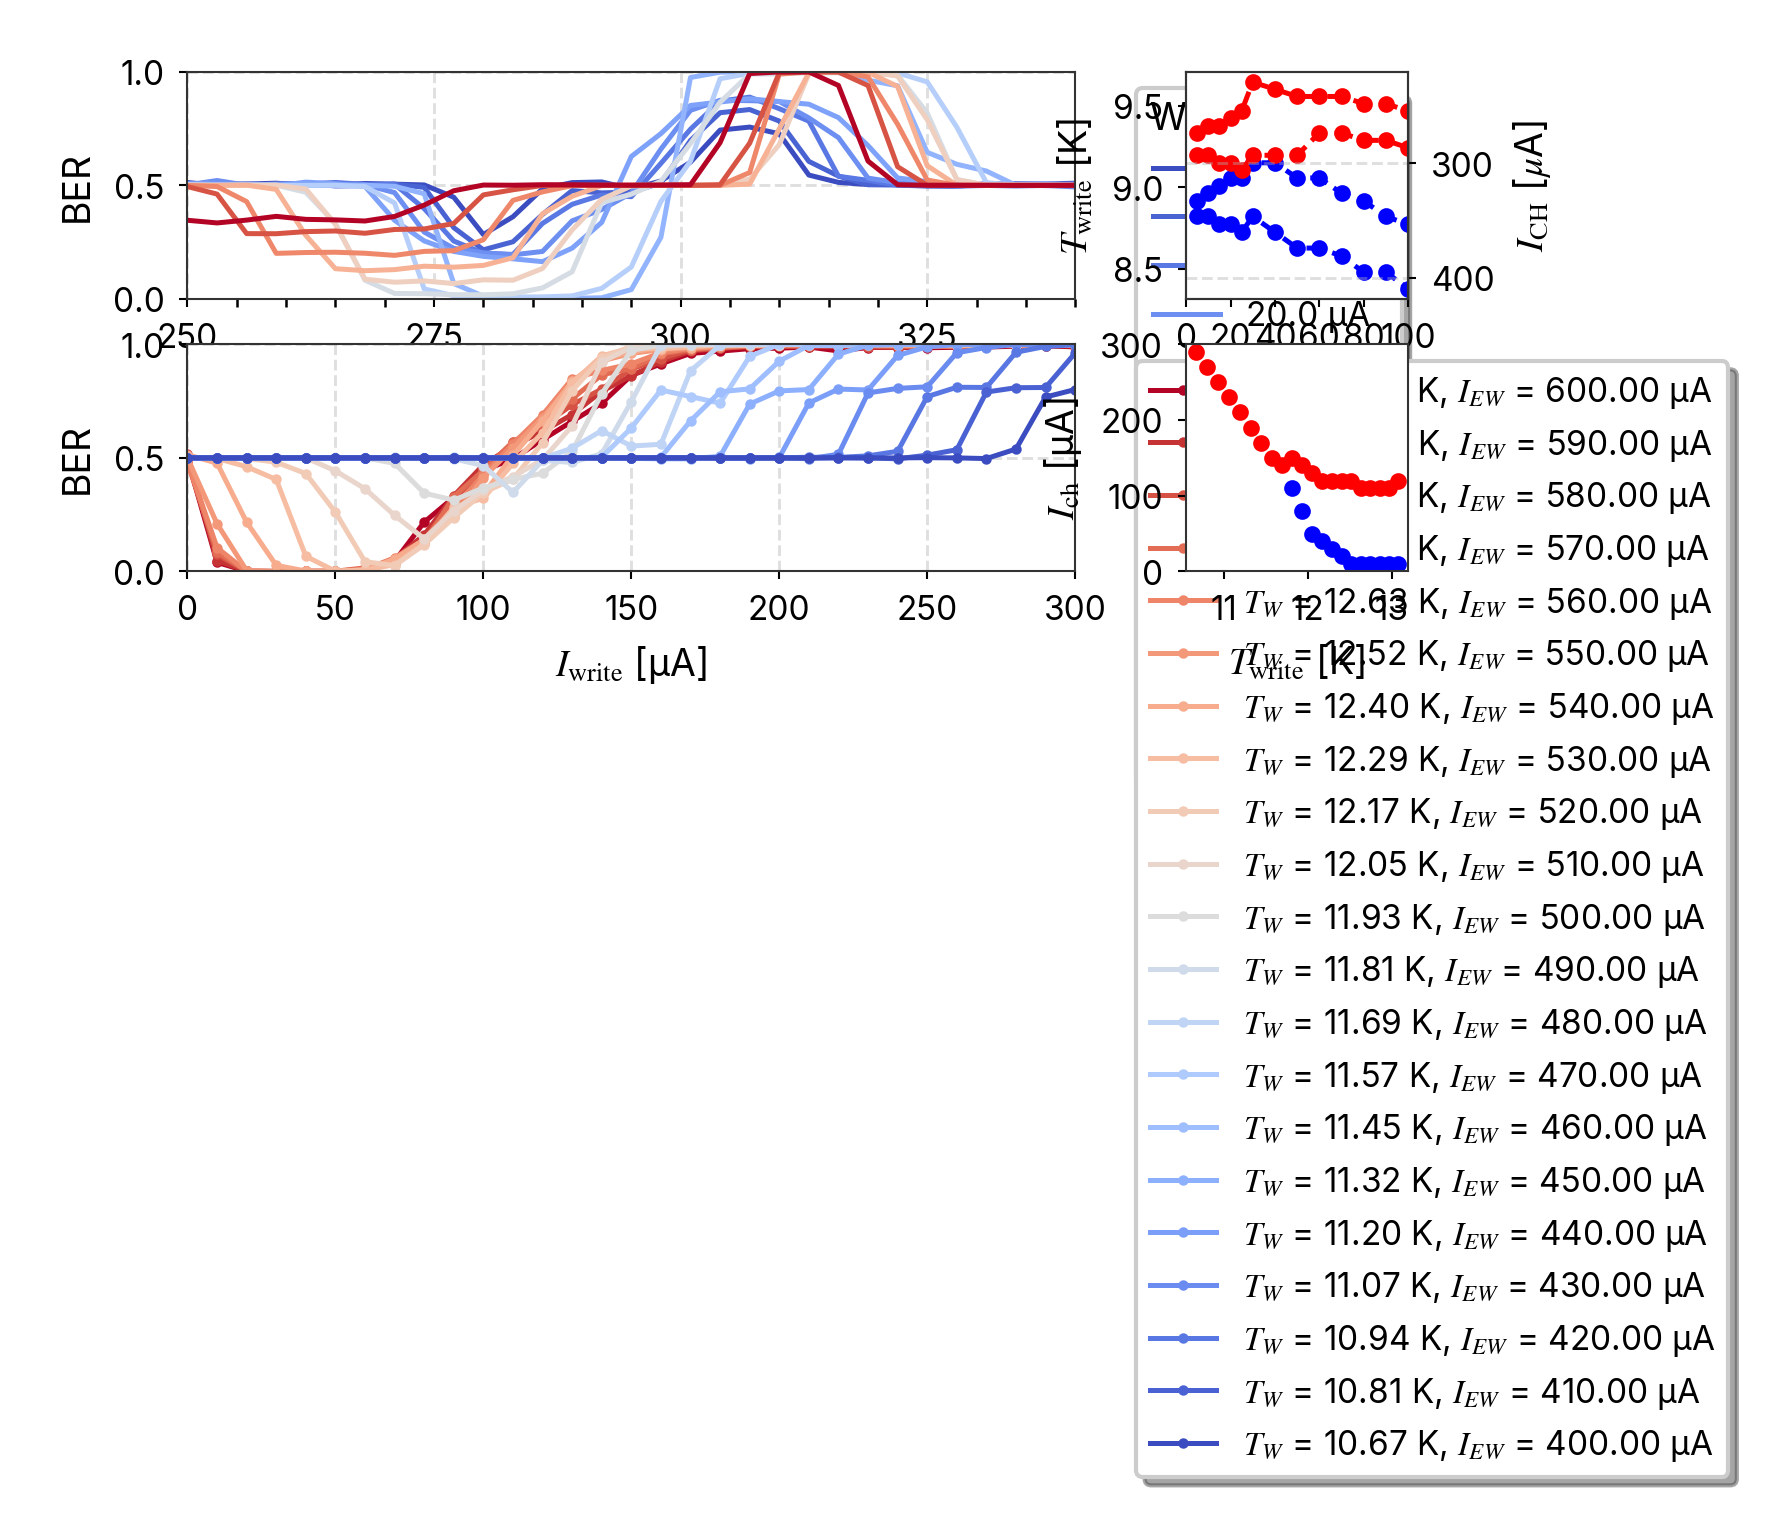 1.0
0.5
0.0
BER
250
275
300
325
9.5
9.0
8.5
T_write [K]
W
20.0 µA
0
20
40
60
80
100
300
400
I_CH [µA]
1.0
0.5
0.0
BER
0
50
100
150
200
250
300
I_write [µA]
300
200
100
0
I_ch [µA]
11
12
13
T_write [K]
K, I_EW = 600.00 µA
K, I_EW = 590.00 µA
K, I_EW = 580.00 µA
K, I_EW = 570.00 µA
T_W = 12.63 K, I_EW = 560.00 µA
T_W = 12.52 K, I_EW = 550.00 µA
T_W = 12.40 K, I_EW = 540.00 µA
T_W = 12.29 K, I_EW = 530.00 µA
T_W = 12.17 K, I_EW = 520.00 µA
T_W = 12.05 K, I_EW = 510.00 µA
T_W = 11.93 K, I_EW = 500.00 µA
T_W = 11.81 K, I_EW = 490.00 µA
T_W = 11.69 K, I_EW = 480.00 µA
T_W = 11.57 K, I_EW = 470.00 µA
T_W = 11.45 K, I_EW = 460.00 µA
T_W = 11.32 K, I_EW = 450.00 µA
T_W = 11.20 K, I_EW = 440.00 µA
T_W = 11.07 K, I_EW = 430.00 µA
T_W = 10.94 K, I_EW = 420.00 µA
T_W = 10.81 K, I_EW = 410.00 µA
T_W = 10.67 K, I_EW = 400.00 µA